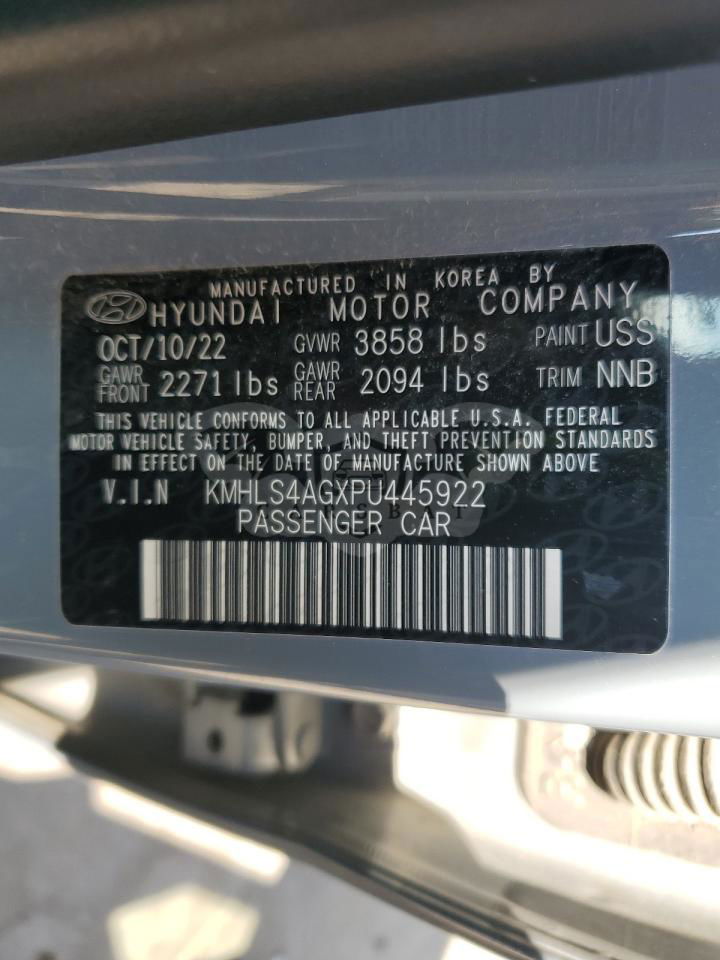 MANUFACTURED IN KOREA BY
HYUNDAI MOTOR COMPANY
OCT/10/22 GVWR 3858 lbs PAINT USS
GAWR FRONT 2271 lbs GAWR REAR 2094 lbs TRIM NNB
THIS VEHICLE CONFORMS TO ALL APPLICABLE U.S.A. FEDERAL
MOTOR VEHICLE SAFETY, BUMPER, AND THEFT PREVENTION STANDARDS
IN EFFECT ON THE DATE OF MANUFACTURE SHOWN ABOVE
V.I.N KMHLS4AGXPU445922
PASSENGER CAR